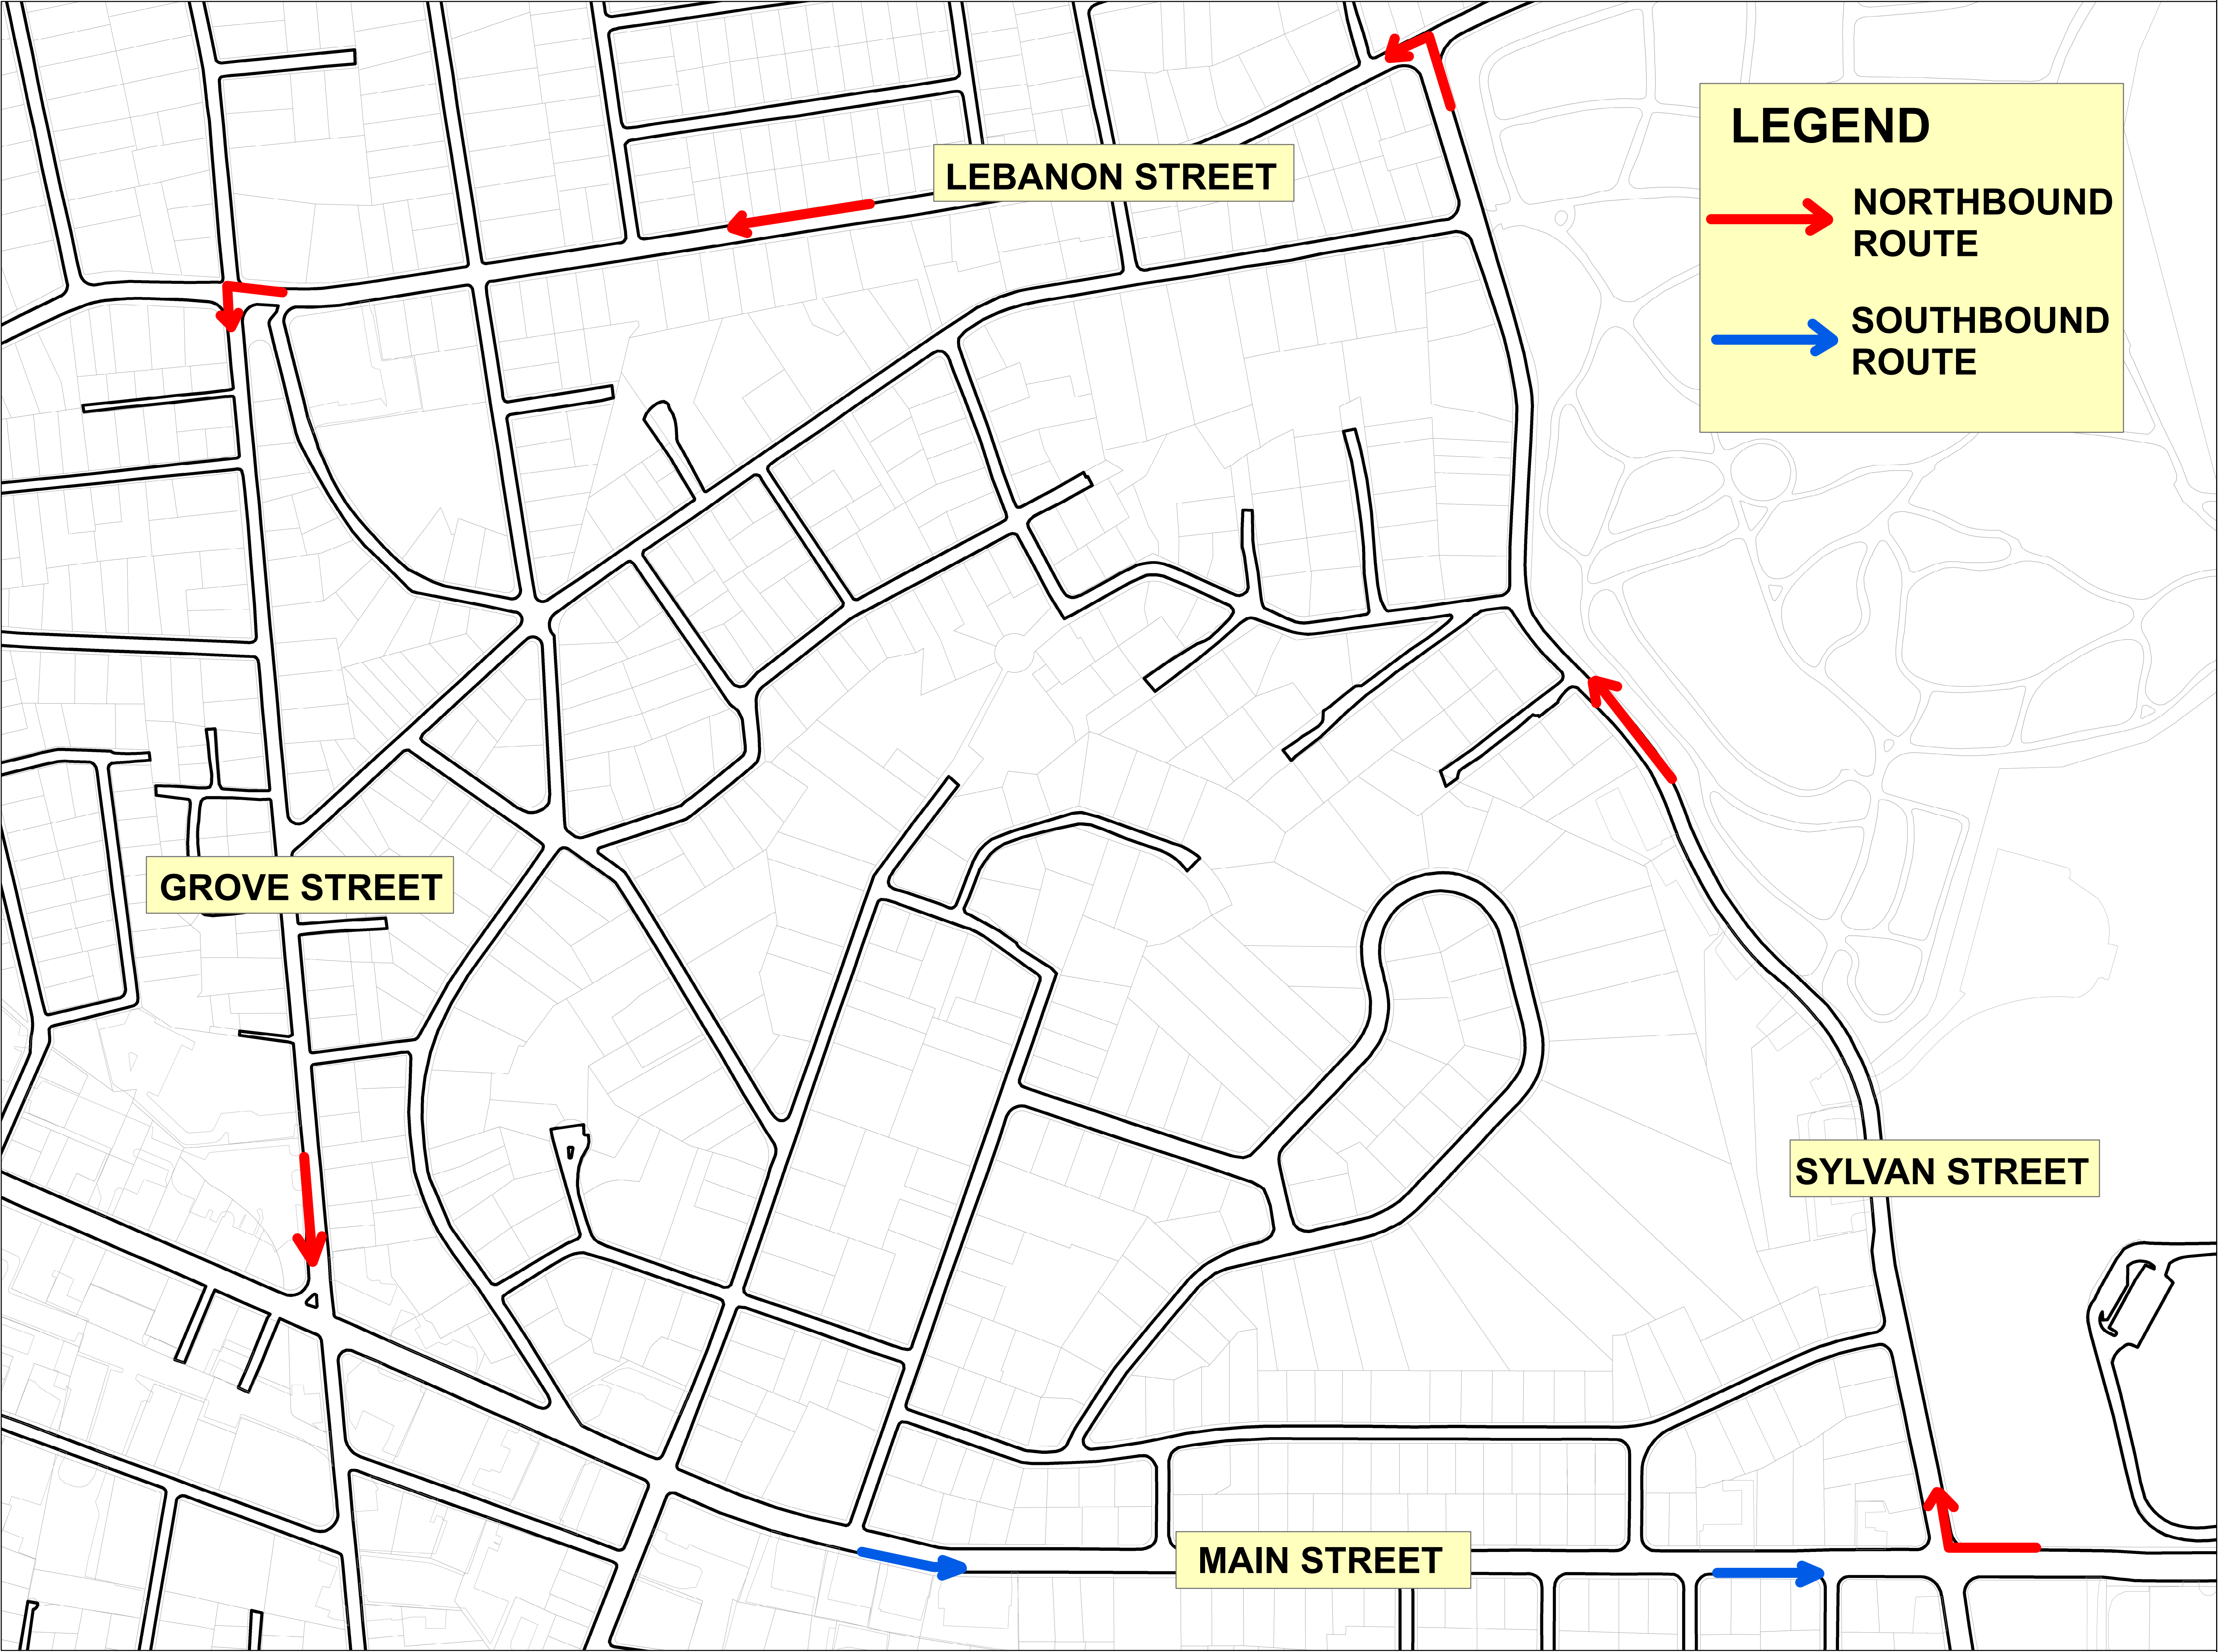 LEGEND
LEBANON STREET
NORTHBOUND
ROUTE
SOUTHBOUND
ROUTE
GROVE STREET
SYLVAN STREET
MAIN STREET